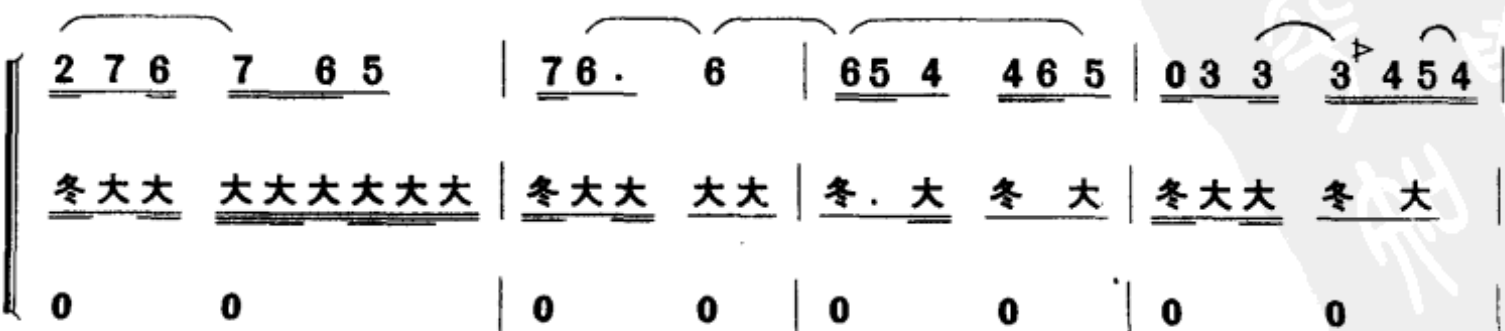 2 7 6 7 6 5 | 7 6 . 6 | 6 5 4 4 6 5 | 0 3 3 3 4 5 4 |
冬大大 大大大大大大 | 冬大大 大大 | 冬. 大 冬 大 | 冬大大 冬 大 |
0 0 | 0 0 | 0 0 | 0 0 |